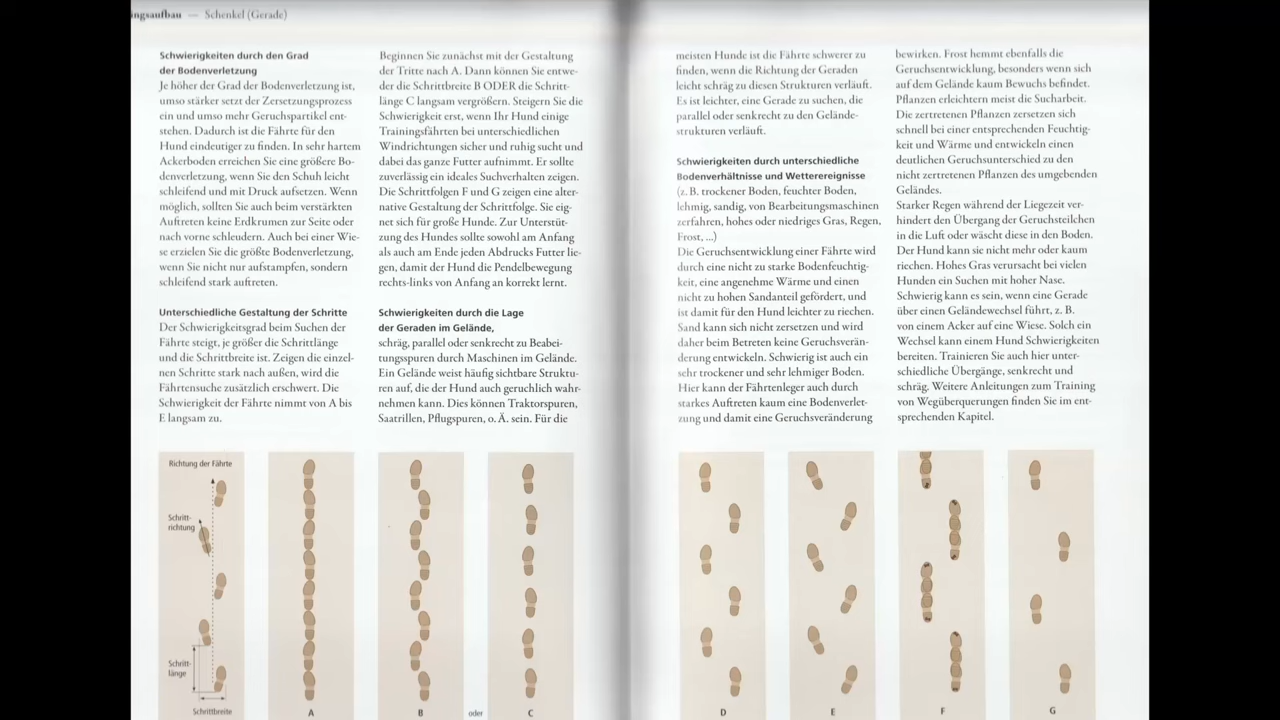 ingsaufbau — Schenkel (Gerade)
Schwierigkeiten durch den Grad
der Bodenverletzung
Je höher der Grad der Bodenverletzung ist,
umso stärker setzt der Zersetzungsprozess
ein und umso mehr Geruchspartikel ent-
stehen. Dadurch ist die Fährte für den
Hund eindeutiger zu finden. In sehr hartem
Ackerboden erreichen Sie eine größere Bo-
denverletzung, wenn Sie den Schuh leicht
schleifend und mit Druck aufsetzen. Wenn
möglich, sollten Sie auch beim verstärkten
Auftreten keine Erdkrumen zur Seite oder
nach vorne schleudern. Auch bei einer Wie-
se erzielen Sie die größte Bodenverletzung,
wenn Sie nicht nur aufstampfen, sondern
schleifend stark auftreten.
Unterschiedliche Gestaltung der Schritte
Der Schwierigkeitsgrad beim Suchen der
Fährte steigt, je größer die Schrittlänge
und die Schrittbreite ist. Zeigen die einzel-
nen Schritte stark nach außen, wird die
Fährtensuche zusätzlich erschwert. Die
Schwierigkeit der Fährte nimmt von A bis
E langsam zu.
Beginnen Sie zunächst mit der Gestaltung
der Tritte nach A. Dann können Sie entwe-
der die Schrittbreite B ODER die Schritt-
länge C langsam vergrößern. Steigern Sie die
Schwierigkeit erst, wenn Ihr Hund einige
Trainingsfährten bei unterschiedlichen
Windrichtungen sicher und ruhig sucht und
dabei das ganze Futter aufnimmt. Er sollte
zuverlässig ein ideales Suchverhalten zeigen.
Die Schrittfolgen F und G zeigen eine alter-
native Gestaltung der Schrittfolge. Sie eig-
net sich für große Hunde. Zur Unterstüt-
zung des Hundes sollte sowohl am Anfang
als auch am Ende jeden Abdrucks Futter lie-
gen, damit der Hund die Pendelbewegung
rechts-links von Anfang an korrekt lernt.
Schwierigkeiten durch die Lage
der Geraden im Gelände,
schräg, parallel oder senkrecht zu Bearbei-
tungsspuren durch Maschinen im Gelände.
Ein Gelände weist häufig sichtbare Struktu-
ren auf, die der Hund auch geruchlich wahr-
nehmen kann. Dies können Traktorspuren,
Saatrillen, Pflugspuren, o. Ä. sein. Für die
meisten Hunde ist die Fährte schwerer zu
finden, wenn die Richtung der Geraden
leicht schräg zu diesen Strukturen verläuft.
Es ist leichter, eine Gerade zu suchen, die
parallel oder senkrecht zu den Gelände-
strukturen verläuft.
Schwierigkeiten durch unterschiedliche
Bodenverhältnisse und Wetterereignisse
(z. B. trockener Boden, feuchter Boden,
lehmig, sandig, von Bearbeitungsmaschinen
zerfahren, hohes oder niedriges Gras, Regen,
Frost, ...)
Die Geruchsentwicklung einer Fährte wird
durch eine nicht zu starke Bodenfeuchtig-
keit, eine angenehme Wärme und einen
nicht zu hohen Sandanteil gefördert, und
ist damit für den Hund leichter zu riechen.
Sand kann sich nicht zersetzen und wird
daher beim Betreten keine Geruchsverän-
derung entwickeln. Schwierig ist auch ein
sehr trockener und sehr lehmiger Boden.
Hier kann der Fährtenleger auch durch
starkes Auftreten kaum eine Bodenverlet-
zung und damit eine Geruchsveränderung
bewirken. Frost hemmt ebenfalls die
Geruchsentwicklung, besonders wenn sich
auf dem Gelände kaum Bewuchs befindet.
Pflanzen erleichtern meist die Sucharbeit.
Die zertretenen Pflanzen zersetzen sich
schnell bei einer entsprechenden Feuchtig-
keit und Wärme und entwickeln einen
deutlichen Geruchsunterschied zu den
nicht zertretenen Pflanzen des umgebenden
Geländes.
Starker Regen während der Liegezeit ver-
hindert den Übergang der Geruchsteilchen
in die Luft oder wäscht diese in den Boden.
Der Hund kann sie nicht mehr oder kaum
riechen. Hohes Gras verursacht bei vielen
Hunden ein Suchen mit hoher Nase.
Schwierig kann es sein, wenn eine Gerade
über einen Geländewechsel führt, z. B.
von einem Acker auf eine Wiese. Solch ein
Wechsel kann einem Hund Schwierigkeiten
bereiten. Trainieren Sie auch hier unter-
schiedliche Übergänge, senkrecht und
schräg. Weitere Anleitungen zum Training
von Wegüberquerungen finden Sie im ent-
sprechenden Kapitel.
Richtung der Fährte
Schritt-
richtung
Schritt-
länge
Schrittbreite
A
B
oder
C
D
E
F
G